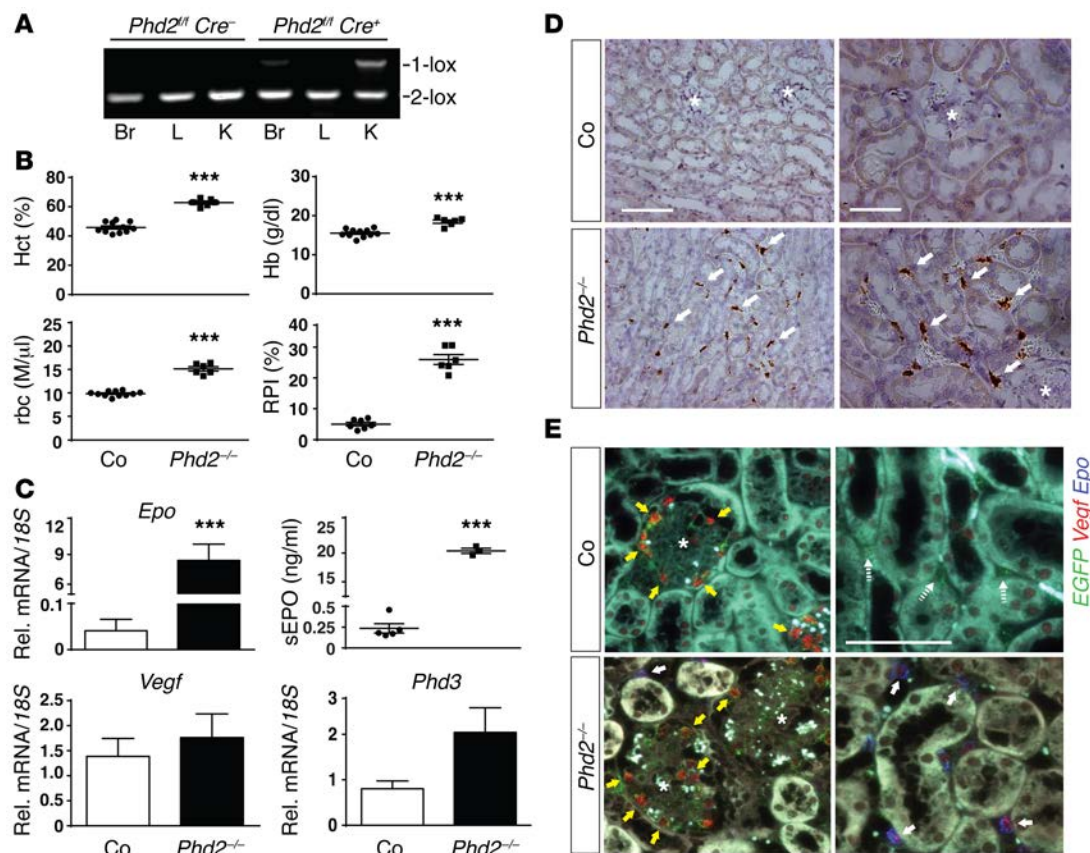 A
Phd2f/f Cre– Phd2f/f Cre+
-1-lox
-2-lox
Br L K Br L K
B
Hct (%)
80
60
40
20
0
***
Hb (g/dl)
30
20
10
0
***
rbc (M/μl)
20
15
10
5
0
***
Co Phd2–/–
RPI (%)
40
30
20
10
0
***
Co Phd2–/–
C
Epo
Rel. mRNA/18S
12
9
6
3
0.1
0
***
sEPO (ng/ml)
30
20
10
0.50
0.25
0
***
Vegf
Rel. mRNA/18S
2.5
2.0
1.5
1.0
0.5
0
Co Phd2–/–
Phd3
Rel. mRNA/18S
3
2
1
0
Co Phd2–/–
D
Co
* *
*
Phd2–/–
*
E
Co
*
Phd2–/–
*
*
EGFP Vegf Epo